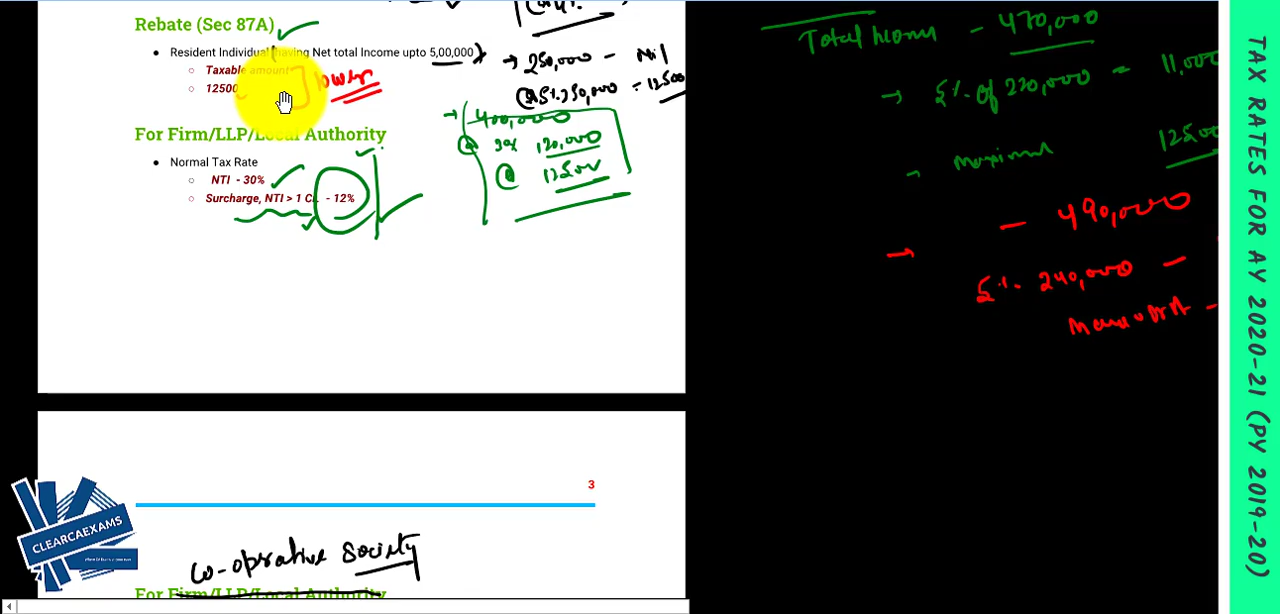 Rebate (Sec 87A)
Resident Individual having Net total Income upto 5,00,000
Taxable amount
12500
lower
→ 250,000 - Nil
@ 5% 250,000 = 12500
→ 400,000
120,000
@ 12500
For Firm/LLP/Local Authority
Normal Tax Rate
NTI - 30%
Surcharge, NTI > 1 Cr. - 12%
Total Income - 470,000
→ 5% of 220,000 = 11,000
Maximum 12500
→ - 490,000
5% 240,000 -
3
CLEARCAEXAMS
Co-operative Society
For Firm/LLP/Local Authority
TAX RATES FOR AY 2020-21 (PY 2019-20)